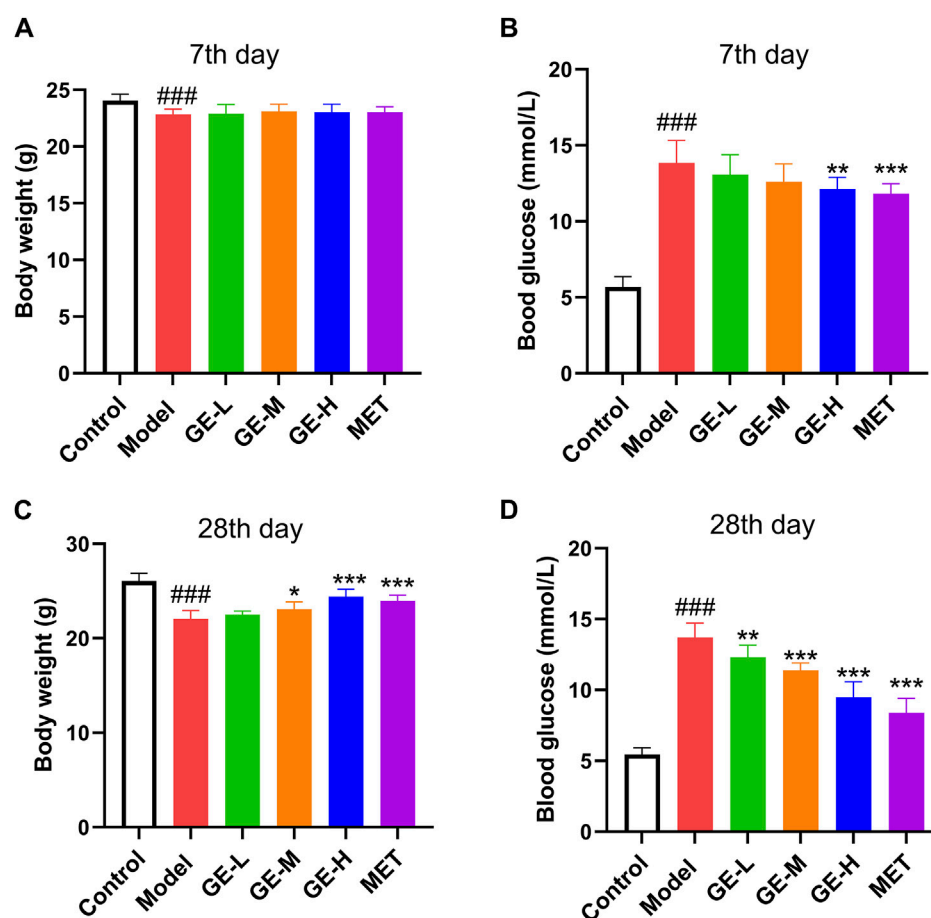 A
7th day
Body weight (g)
25
20
15
10
5
0
###
Control
Model
GE-L
GE-M
GE-H
MET
B
7th day
Bood glucose (mmol/L)
20
15
10
5
0
###
**
***
Control
Model
GE-L
GE-M
GE-H
MET
C
28th day
Body weight (g)
30
20
10
0
###
*
***
***
Control
Model
GE-L
GE-M
GE-H
MET
D
28th day
Blood glucose (mmol/L)
20
15
10
5
0
###
**
***
***
***
Control
Model
GE-L
GE-M
GE-H
MET